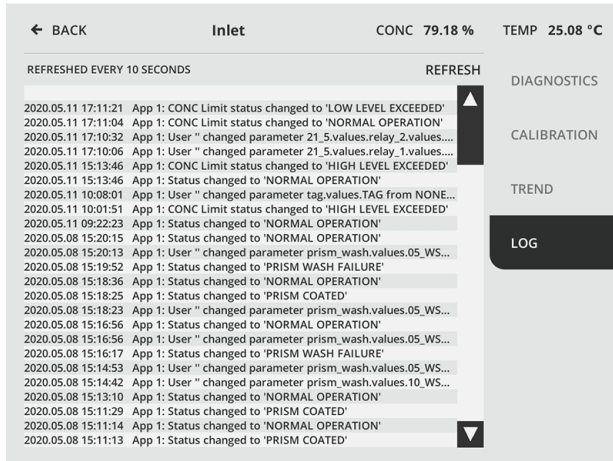 ← BACK Inlet CONC 79.18 % TEMP 25.08 °C
REFRESHED EVERY 10 SECONDS REFRESH
2020.05.11 17:11:21 App 1: CONC Limit status changed to 'LOW LEVEL EXCEEDED'
2020.05.11 17:11:04 App 1: CONC Limit status changed to 'NORMAL OPERATION'
2020.05.11 17:10:32 App 1: User '' changed parameter 21_5.values.relay_2.values....
2020.05.11 17:10:06 App 1: User '' changed parameter 21_5.values.relay_1.values....
2020.05.11 15:13:46 App 1: CONC Limit status changed to 'HIGH LEVEL EXCEEDED'
2020.05.11 15:13:46 App 1: Status changed to 'NORMAL OPERATION'
2020.05.11 10:08:01 App 1: User '' changed parameter tag.values.TAG from NONE...
2020.05.11 10:01:51 App 1: CONC Limit status changed to 'HIGH LEVEL EXCEEDED'
2020.05.11 09:22:23 App 1: Status changed to 'NORMAL OPERATION'
2020.05.08 15:20:15 App 1: Status changed to 'NORMAL OPERATION'
2020.05.08 15:20:13 App 1: User '' changed parameter prism_wash.values.05_WS...
2020.05.08 15:19:52 App 1: Status changed to 'PRISM WASH FAILURE'
2020.05.08 15:18:36 App 1: Status changed to 'NORMAL OPERATION'
2020.05.08 15:18:25 App 1: Status changed to 'PRISM COATED'
2020.05.08 15:18:23 App 1: User '' changed parameter prism_wash.values.05_WS...
2020.05.08 15:16:56 App 1: Status changed to 'NORMAL OPERATION'
2020.05.08 15:16:56 App 1: User '' changed parameter prism_wash.values.05_WS...
2020.05.08 15:16:17 App 1: Status changed to 'PRISM WASH FAILURE'
2020.05.08 15:14:53 App 1: User '' changed parameter prism_wash.values.05_WS...
2020.05.08 15:14:42 App 1: User '' changed parameter prism_wash.values.10_WS...
2020.05.08 15:13:10 App 1: Status changed to 'NORMAL OPERATION'
2020.05.08 15:11:29 App 1: Status changed to 'PRISM COATED'
2020.05.08 15:11:14 App 1: Status changed to 'NORMAL OPERATION'
2020.05.08 15:11:13 App 1: Status changed to 'PRISM COATED'
DIAGNOSTICS
CALIBRATION
TREND
LOG